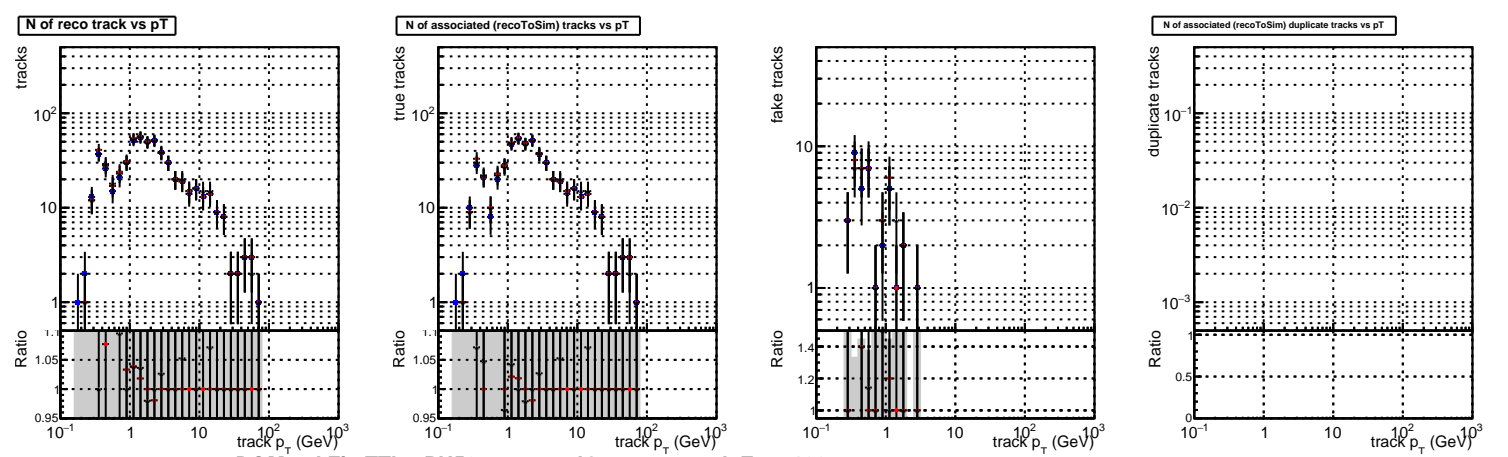 N of reco track vs pT
N of associated (recoToSim) tracks vs pT
N of associated (recoToSim) duplicate tracks vs pT
tracks
10²
10
1
Ratio
1.1
1.05
1
0.95
10⁻¹ 1 10 10² 10³
track p_T (GeV)
true tracks
10²
10
1
Ratio
1.1
1.05
1
0.95
10⁻¹ 1 10 10² 10³
track p_T (GeV)
fake tracks
10
1
Ratio
1.4
1.2
1
10⁻¹ 1 10 10² 10³
track p_T (GeV)
duplicate tracks
10⁻¹
10⁻²
10⁻³
Ratio
1
0.5
0
10⁻¹ 1 10 10² 10³
track p_T (GeV)